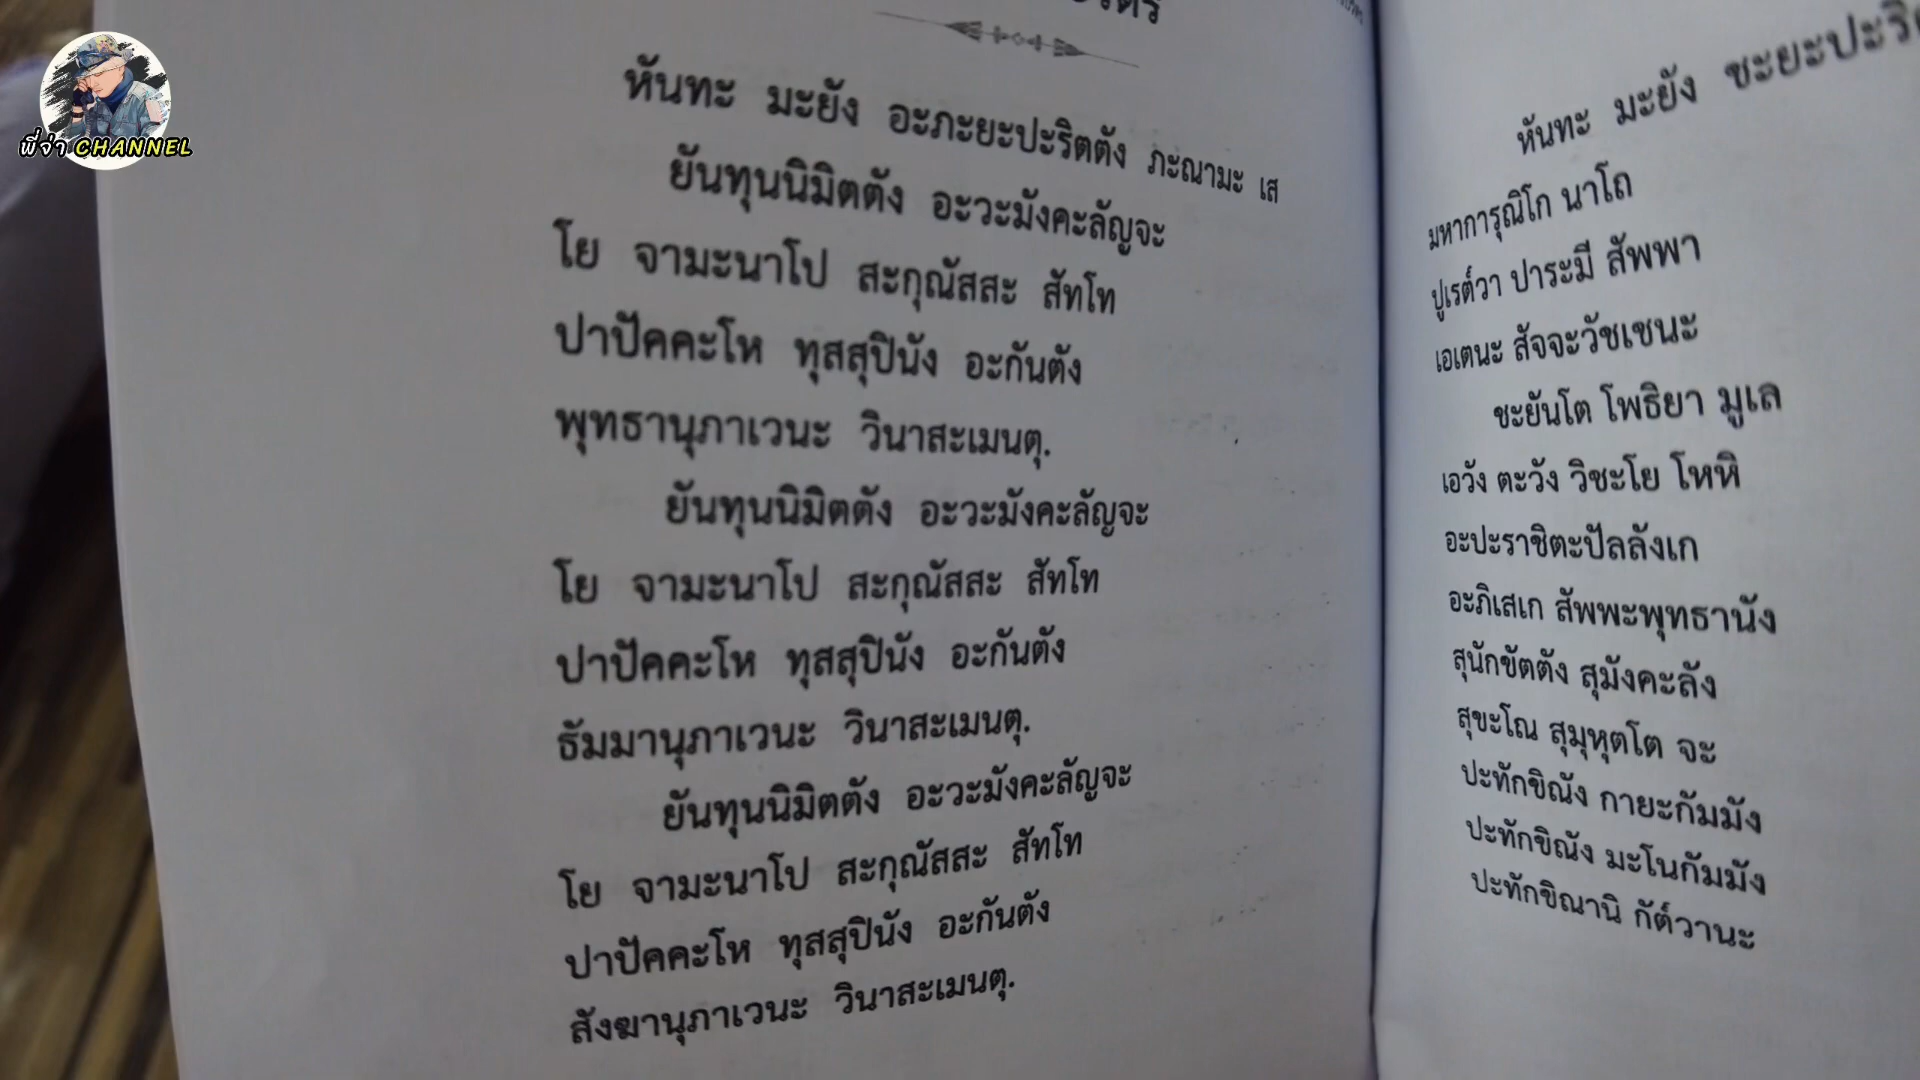 พี่จ๋า CHANNEL
หันทะ มะยัง อะภะยะปะริตตัง ภะณามะ เส
ยันทุนนิมิตตัง อะวะมังคะลัญจะ
โย จามะนาโป สะกุณัสสะ สัทโท
ปาปัคคะโห ทุสสุปินัง อะกันตัง
พุทธานุภาเวนะ วินาสะเมนตุ.
ยันทุนนิมิตตัง อะวะมังคะลัญจะ
โย จามะนาโป สะกุณัสสะ สัทโท
ปาปัคคะโห ทุสสุปินัง อะกันตัง
ธัมมานุภาเวนะ วินาสะเมนตุ.
ยันทุนนิมิตตัง อะวะมังคะลัญจะ
โย จามะนาโป สะกุณัสสะ สัทโท
ปาปัคคะโห ทุสสุปินัง อะกันตัง
สังฆานุภาเวนะ วินาสะเมนตุ.
หันทะ มะยัง ชะยะปะริ
มหาการุณิโก นาโถ
ปูเรต์วา ปาระมี สัพพา
เอเตนะ สัจจะวัชเชนะ
ชะยันโต โพธิยา มูเล
เอวัง ตะวัง วิชะโย โหหิ
อะปะราชิตะปัลลังเก
อะภิเสเก สัพพะพุทธานัง
สุนักขัตตัง สุมังคะลัง
สุขะโณ สุมุหุตโต จะ
ปะทักขิณัง กายะกัมมัง
ปะทักขิณัง มะโนกัมมัง
ปะทักขิณานิ กัต์วานะ